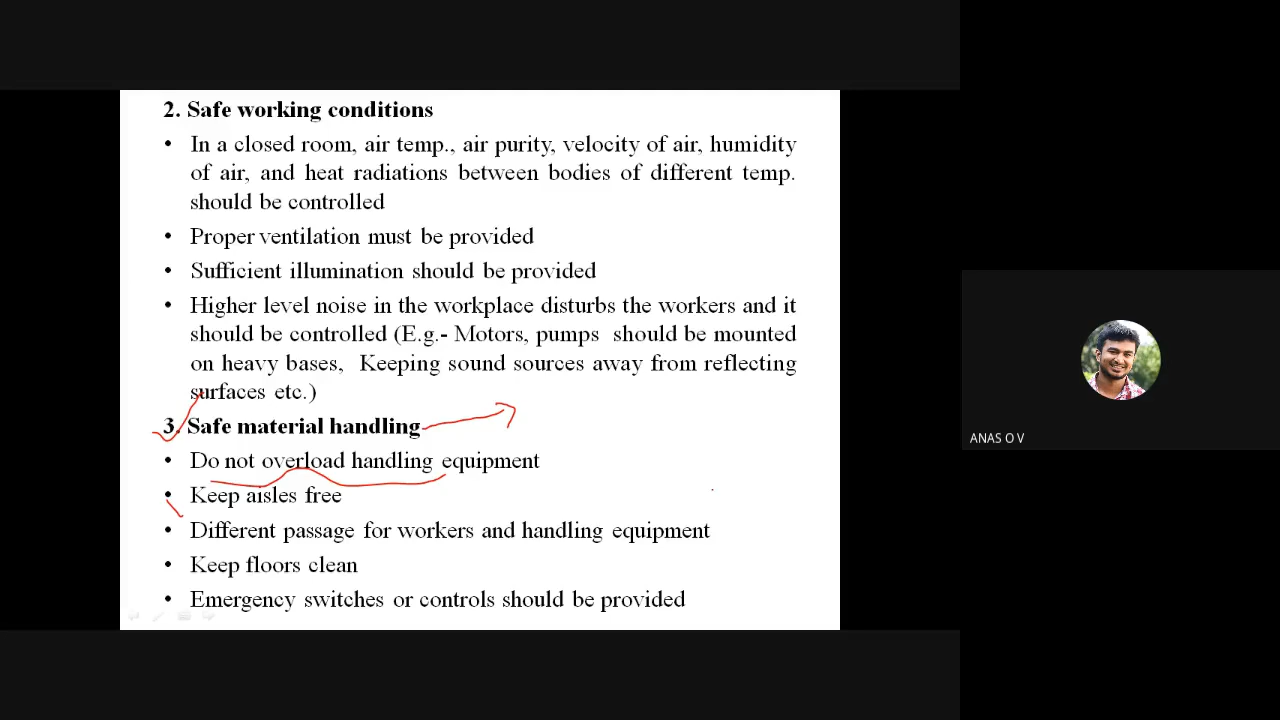 2. Safe working conditions
• In a closed room, air temp., air purity, velocity of air, humidity
of air, and heat radiations between bodies of different temp.
should be controlled
• Proper ventilation must be provided
• Sufficient illumination should be provided
• Higher level noise in the workplace disturbs the workers and it
should be controlled (E.g.- Motors, pumps should be mounted
on heavy bases, Keeping sound sources away from reflecting
surfaces etc.)
3. Safe material handling
• Do not overload handling equipment
• Keep aisles free
• Different passage for workers and handling equipment
• Keep floors clean
• Emergency switches or controls should be provided
ANAS O V